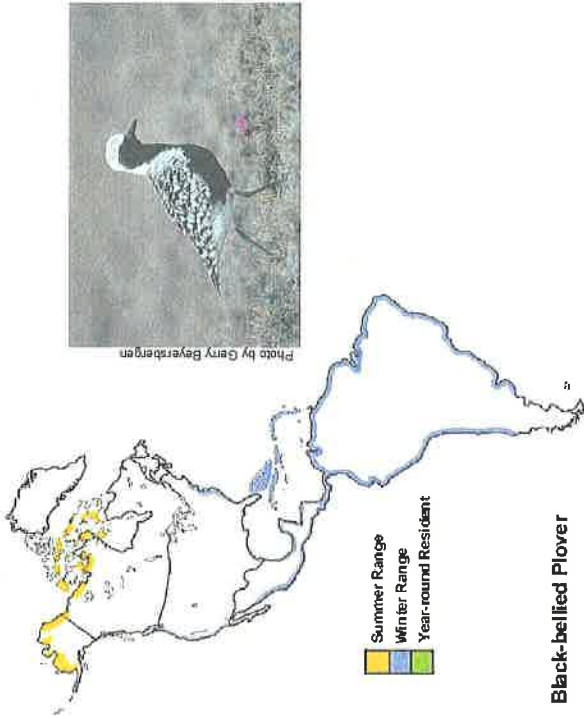 Photo by Gerry Beyersbergen
Summer Range
Winter Range
Year-round Resident
Black-bellied Plover